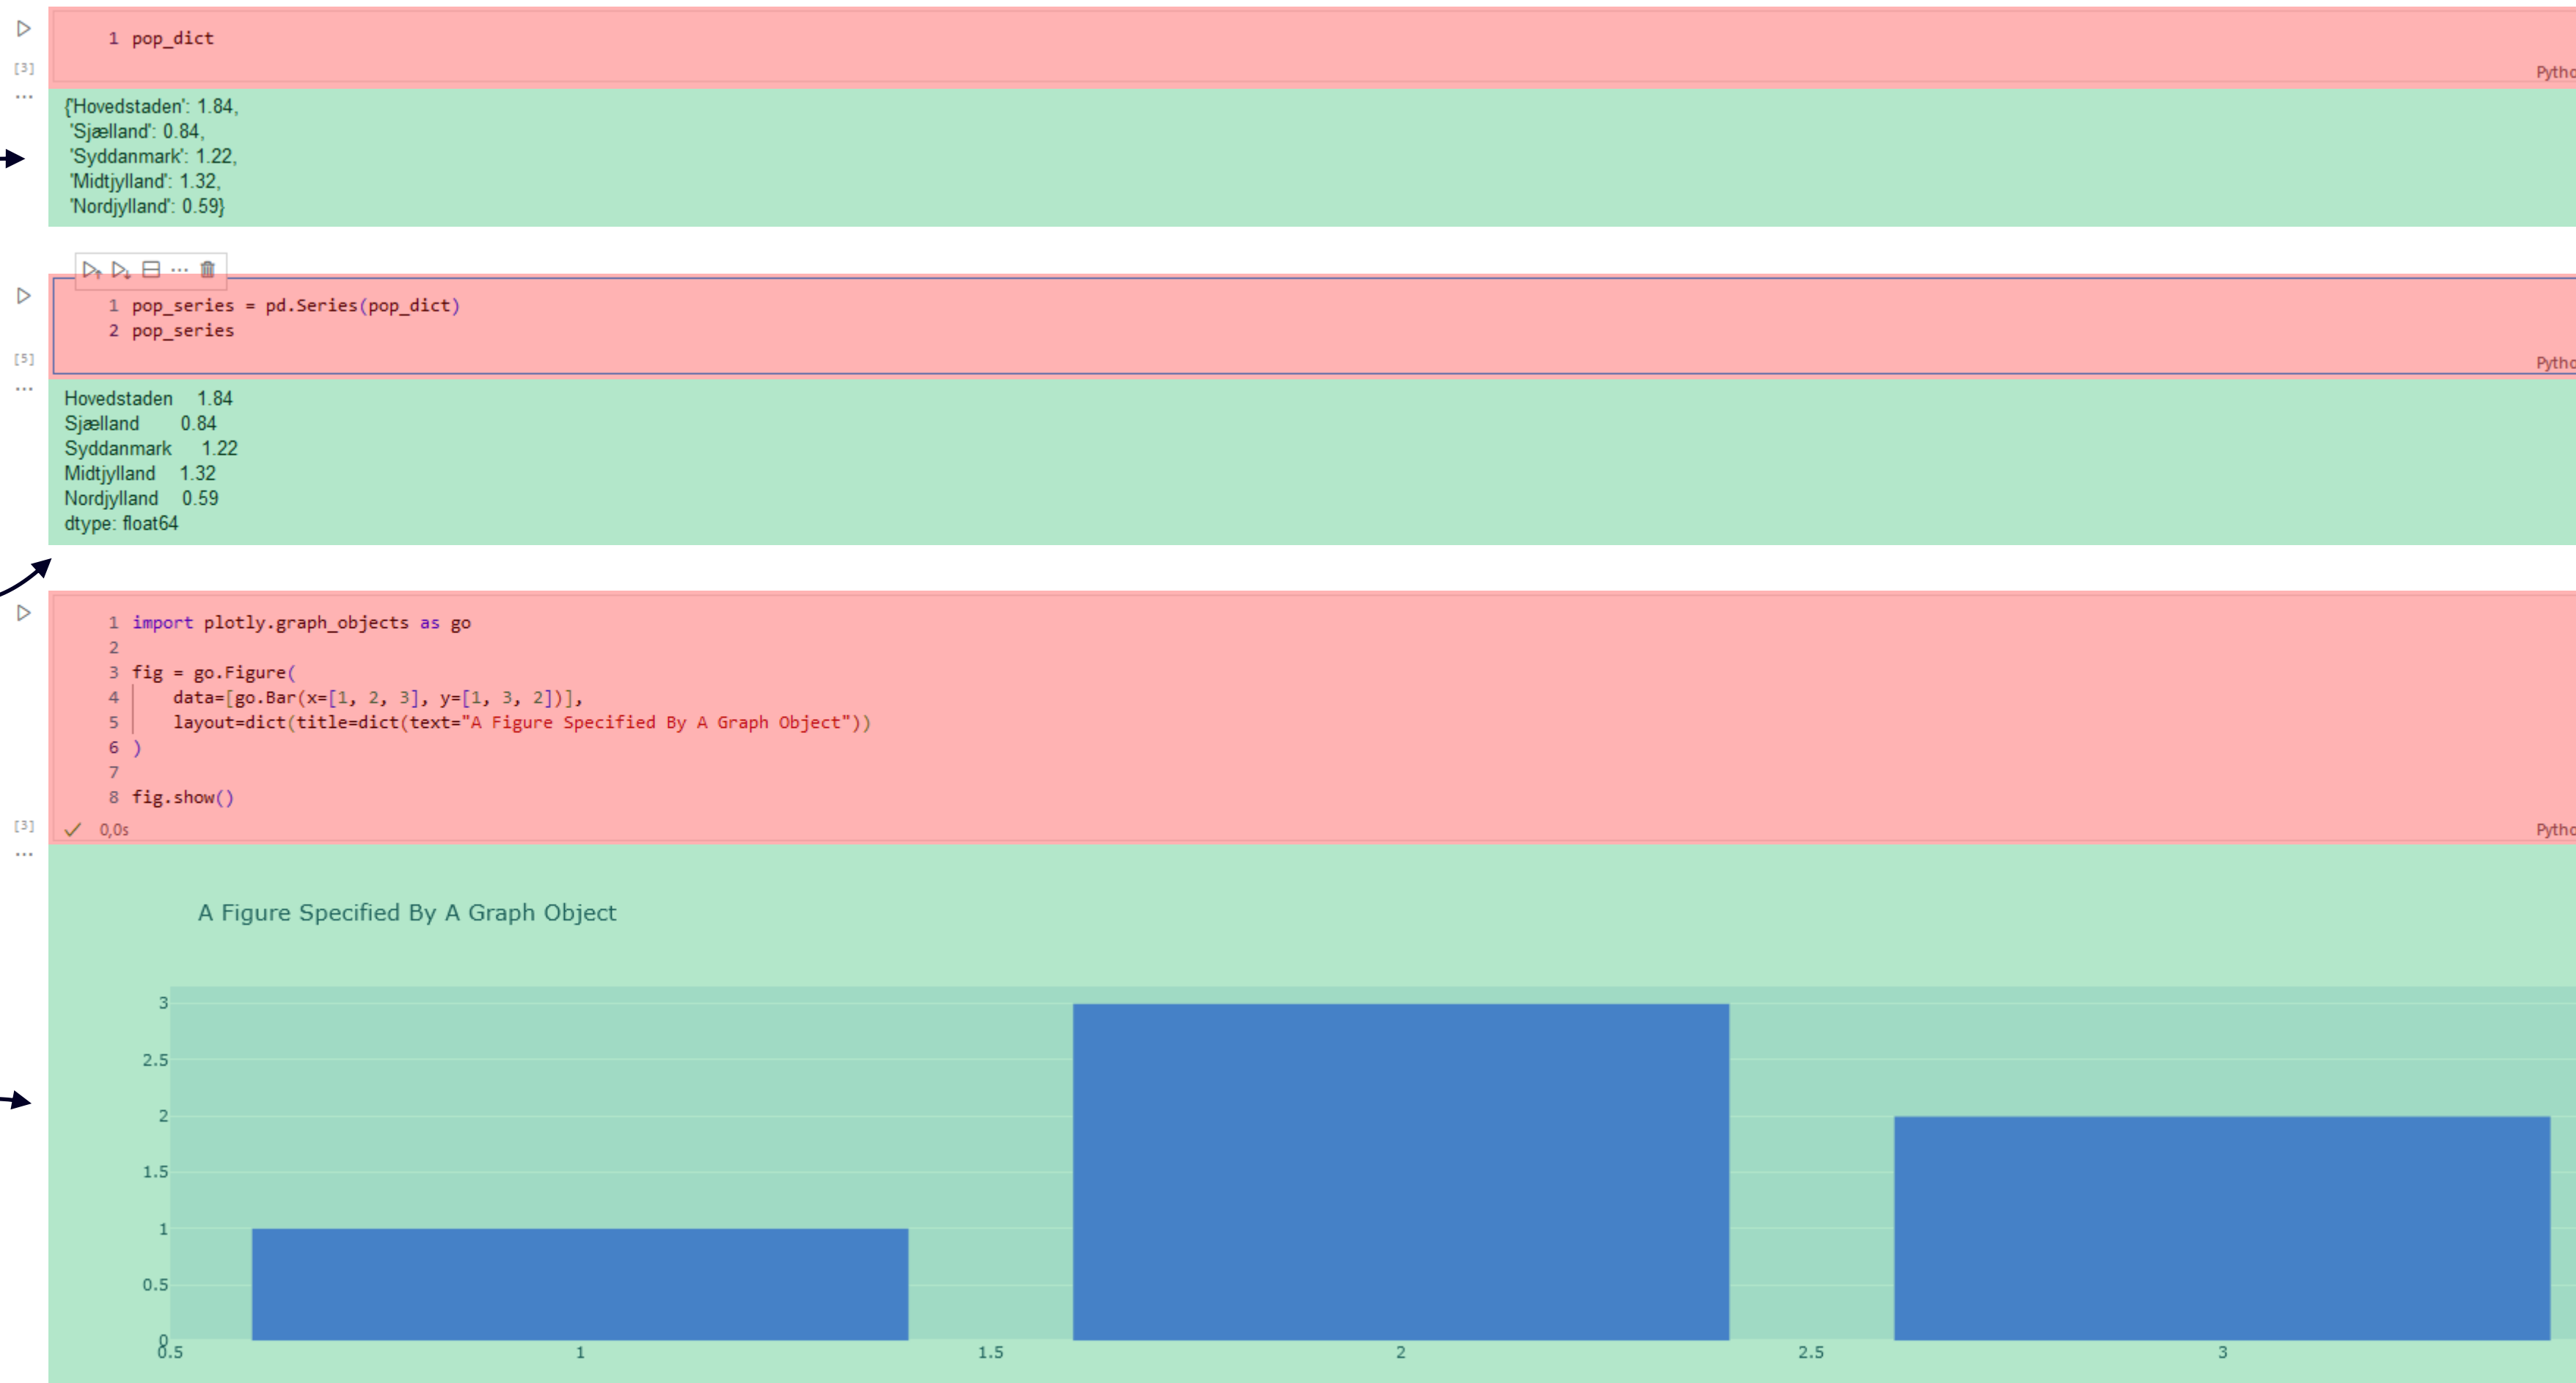 1 pop_dict
[3]
Pytho
...
{'Hovedstaden': 1.84,
'Sjælland': 0.84,
'Syddanmark': 1.22,
'Midtjylland': 1.32,
'Nordjylland': 0.59}
...
1 pop_series = pd.Series(pop_dict)
2 pop_series
[5]
Pytho
...
Hovedstaden 1.84
Sjælland 0.84
Syddanmark 1.22
Midtjylland 1.32
Nordjylland 0.59
dtype: float64
1 import plotly.graph_objects as go
2
3 fig = go.Figure(
4 data=[go.Bar(x=[1, 2, 3], y=[1, 3, 2])],
5 layout=dict(title=dict(text="A Figure Specified By A Graph Object"))
6 )
7
8 fig.show()
[3] 0,0s
Pytho
...
A Figure Specified By A Graph Object
3
2.5
2
1.5
1
0.5
0
0.5 1 1.5 2 2.5 3